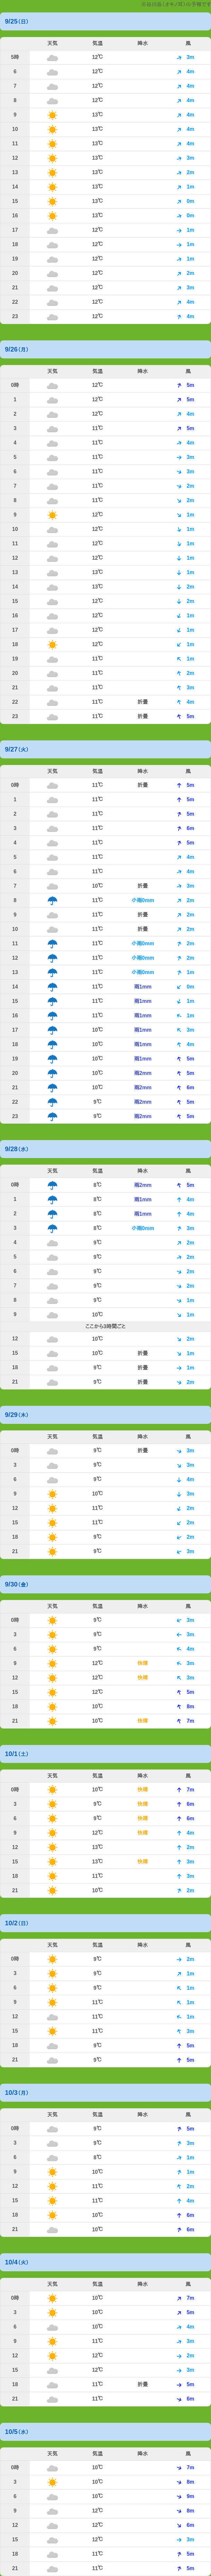 9/25(日)
天気 気温 降水 風
5時 12℃ 3m
6 12℃ 4m
7 12℃ 4m
8 12℃ 4m
9 13℃ 4m
10 13℃ 4m
11 13℃ 4m
12 13℃ 3m
13 13℃ 2m
14 13℃ 1m
15 13℃ 0m
16 13℃ 0m
17 12℃ 1m
18 12℃ 1m
19 12℃ 1m
20 12℃ 2m
21 12℃ 3m
22 12℃ 4m
23 12℃ 4m
9/26(月)
天気 気温 降水 風
0時 12℃ 5m
1 12℃ 5m
2 12℃ 4m
3 11℃ 5m
4 11℃ 4m
5 11℃ 3m
6 11℃ 3m
7 11℃ 2m
8 11℃ 2m
9 12℃ 1m
10 12℃ 1m
11 12℃ 1m
12 12℃ 1m
13 13℃ 1m
14 13℃ 2m
15 12℃ 2m
16 12℃ 1m
17 12℃ 1m
18 12℃ 1m
19 11℃ 1m
20 11℃ 2m
21 11℃ 3m
22 11℃ 折畳 4m
23 11℃ 折畳 5m
9/27(火)
天気 気温 降水 風
0時 11℃ 折畳 5m
1 11℃ 5m
2 11℃ 5m
3 11℃ 6m
4 11℃ 5m
5 11℃ 4m
6 11℃ 4m
7 10℃ 折畳 3m
8 11℃ 小雨0mm 2m
9 11℃ 折畳 2m
10 11℃ 折畳 2m
11 11℃ 小雨0mm 2m
12 11℃ 小雨0mm 2m
13 11℃ 小雨0mm 1m
14 11℃ 雨1mm 0m
15 11℃ 雨1mm 1m
16 11℃ 雨1mm 1m
17 10℃ 雨1mm 3m
18 10℃ 雨1mm 4m
19 10℃ 雨2mm 5m
20 10℃ 雨2mm 5m
21 10℃ 雨2mm 6m
22 9℃ 雨2mm 5m
23 9℃ 雨2mm 5m
9/28(水)
天気 気温 降水 風
0時 8℃ 雨2mm 5m
1 8℃ 雨1mm 4m
2 8℃ 雨1mm 4m
3 8℃ 小雨0mm 3m
4 9℃ 2m
5 9℃ 2m
6 9℃ 2m
7 9℃ 2m
8 9℃ 1m
9 10℃ 1m
ここから3時間ごと
12 10℃ 2m
15 10℃ 折畳 1m
18 9℃ 折畳 1m
21 9℃ 折畳 2m
9/29(木)
天気 気温 降水 風
0時 9℃ 折畳 3m
3 9℃ 3m
6 9℃ 4m
9 10℃ 3m
12 11℃ 2m
15 11℃ 2m
18 9℃ 2m
21 9℃ 3m
9/30(金)
天気 気温 降水 風
0時 9℃ 3m
3 9℃ 3m
6 9℃ 4m
9 12℃ 快晴 3m
12 12℃ 快晴 3m
15 12℃ 5m
18 10℃ 8m
21 10℃ 快晴 7m
10/1(土)
天気 気温 降水 風
0時 10℃ 快晴 7m
3 9℃ 快晴 6m
6 9℃ 快晴 6m
9 12℃ 快晴 4m
12 13℃ 3m
15 13℃ 快晴 3m
18 11℃ 3m
21 10℃ 2m
10/2(日)
天気 気温 降水 風
0時 9℃ 2m
3 9℃ 1m
6 9℃ 1m
9 11℃ 1m
12 11℃ 1m
15 11℃ 3m
18 9℃ 5m
21 9℃ 5m
10/3(月)
天気 気温 降水 風
0時 9℃ 5m
3 9℃ 3m
6 8℃ 1m
9 10℃ 1m
12 11℃ 2m
15 11℃ 4m
18 10℃ 6m
21 10℃ 6m
10/4(火)
天気 気温 降水 風
0時 10℃ 7m
3 10℃ 5m
6 10℃ 4m
9 11℃ 3m
12 12℃ 2m
15 12℃ 3m
18 11℃ 折畳 5m
21 11℃ 6m
10/5(水)
天気 気温 降水 風
0時 10℃ 7m
3 10℃ 8m
6 10℃ 9m
9 12℃ 8m
12 12℃ 6m
15 12℃ 3m
18 11℃ 5m
21 11℃ 5m